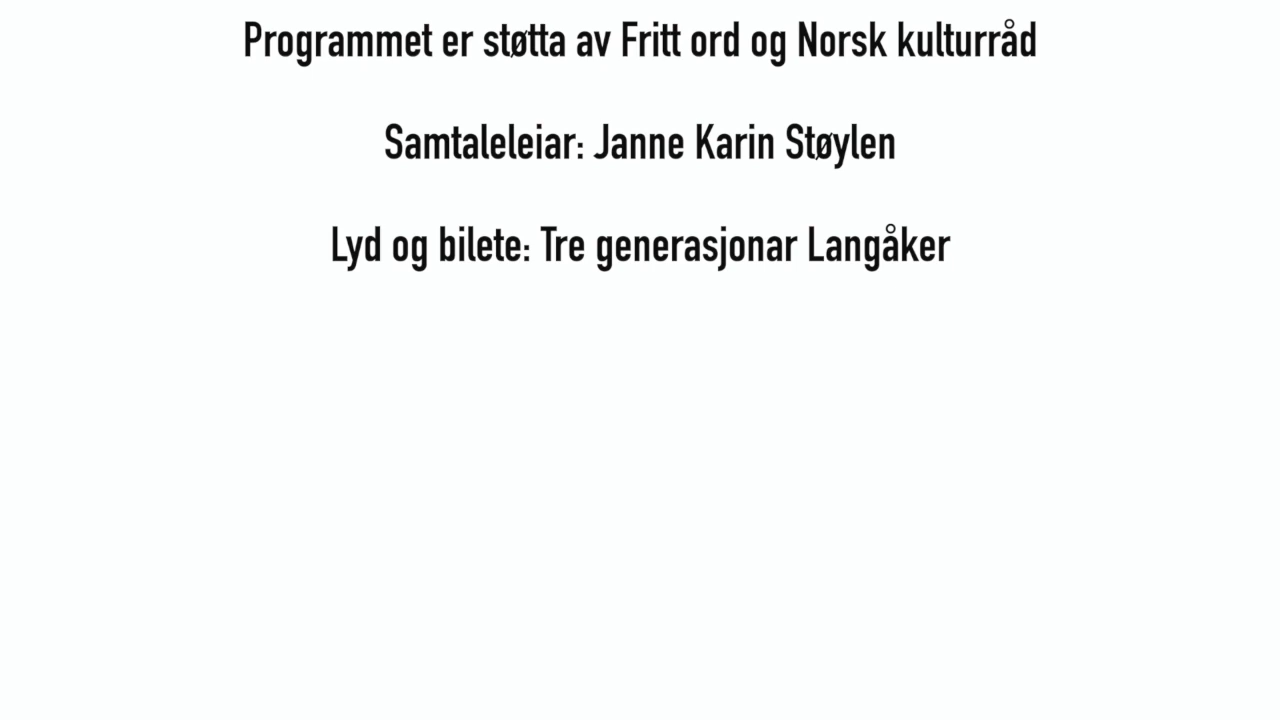 Programmet er støtta av Fritt ord og Norsk kulturråd
Samtaleleiar: Janne Karin Støylen
Lyd og bilete: Tre generasjonar Langåker